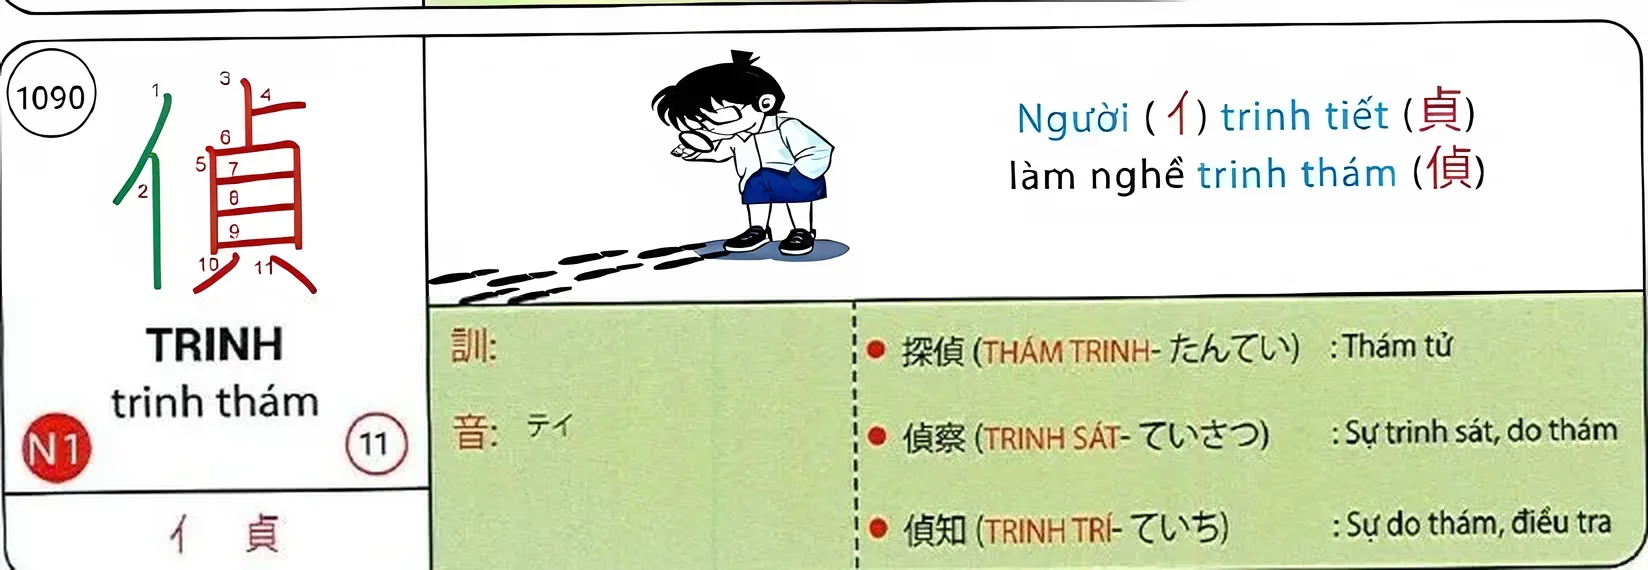 1090
偵
1 2 3 4 5 6 7 8 9 10 11
TRINH
trinh thám
N1
11
亻 貞
Người (亻) trinh tiết (貞)
làm nghề trinh thám (偵)
訓:
音: テイ
● 探偵 (THÁM TRINH- たんてい) : Thám tử
● 偵察 (TRINH SÁT- ていさつ) : Sự trinh sát, do thám
● 偵知 (TRINH TRÍ- ていち) : Sự do thám, điều tra